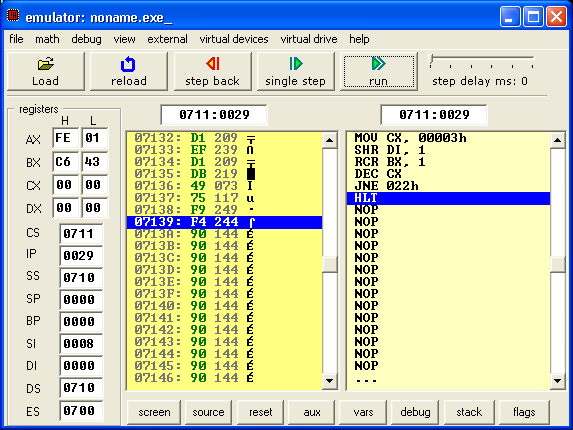 emulator: noname.exe_
file math debug view external virtual devices virtual drive help
Load reload step back single step run step delay ms: 0
registers
H L
0711:0029 0711:0029
AX FE 01
BX C6 43
CX 00 00
DX 00 00
CS 0711
IP 0029
SS 0710
SP 0000
BP 0000
SI 0008
DI 0000
DS 0710
ES 0700
07132: D1 209 ╤
07133: EF 239 ∩
07134: D1 209 ╤
07135: DB 219 █
07136: 49 073 I
07137: 75 117 u
07138: F9 249 ·
07139: F4 244 ⌠
0713A: 90 144 É
0713B: 90 144 É
0713C: 90 144 É
0713D: 90 144 É
0713E: 90 144 É
0713F: 90 144 É
07140: 90 144 É
07141: 90 144 É
07142: 90 144 É
07143: 90 144 É
07144: 90 144 É
07145: 90 144 É
07146: 90 144 É
MOV CX, 00003h
SHR DI, 1
RCR BX, 1
DEC CX
JNE 022h
HLT
NOP
NOP
NOP
NOP
NOP
NOP
NOP
NOP
NOP
NOP
NOP
NOP
...
screen source reset aux vars debug stack flags